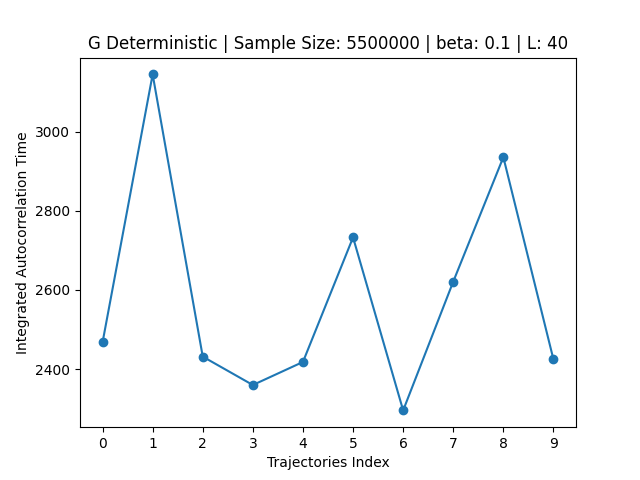 G Deterministic | Sample Size: 5500000 | beta: 0.1 | L: 40
Integrated Autocorrelation Time
3000
2800
2600
2400
0 1 2 3 4 5 6 7 8 9
Trajectories Index